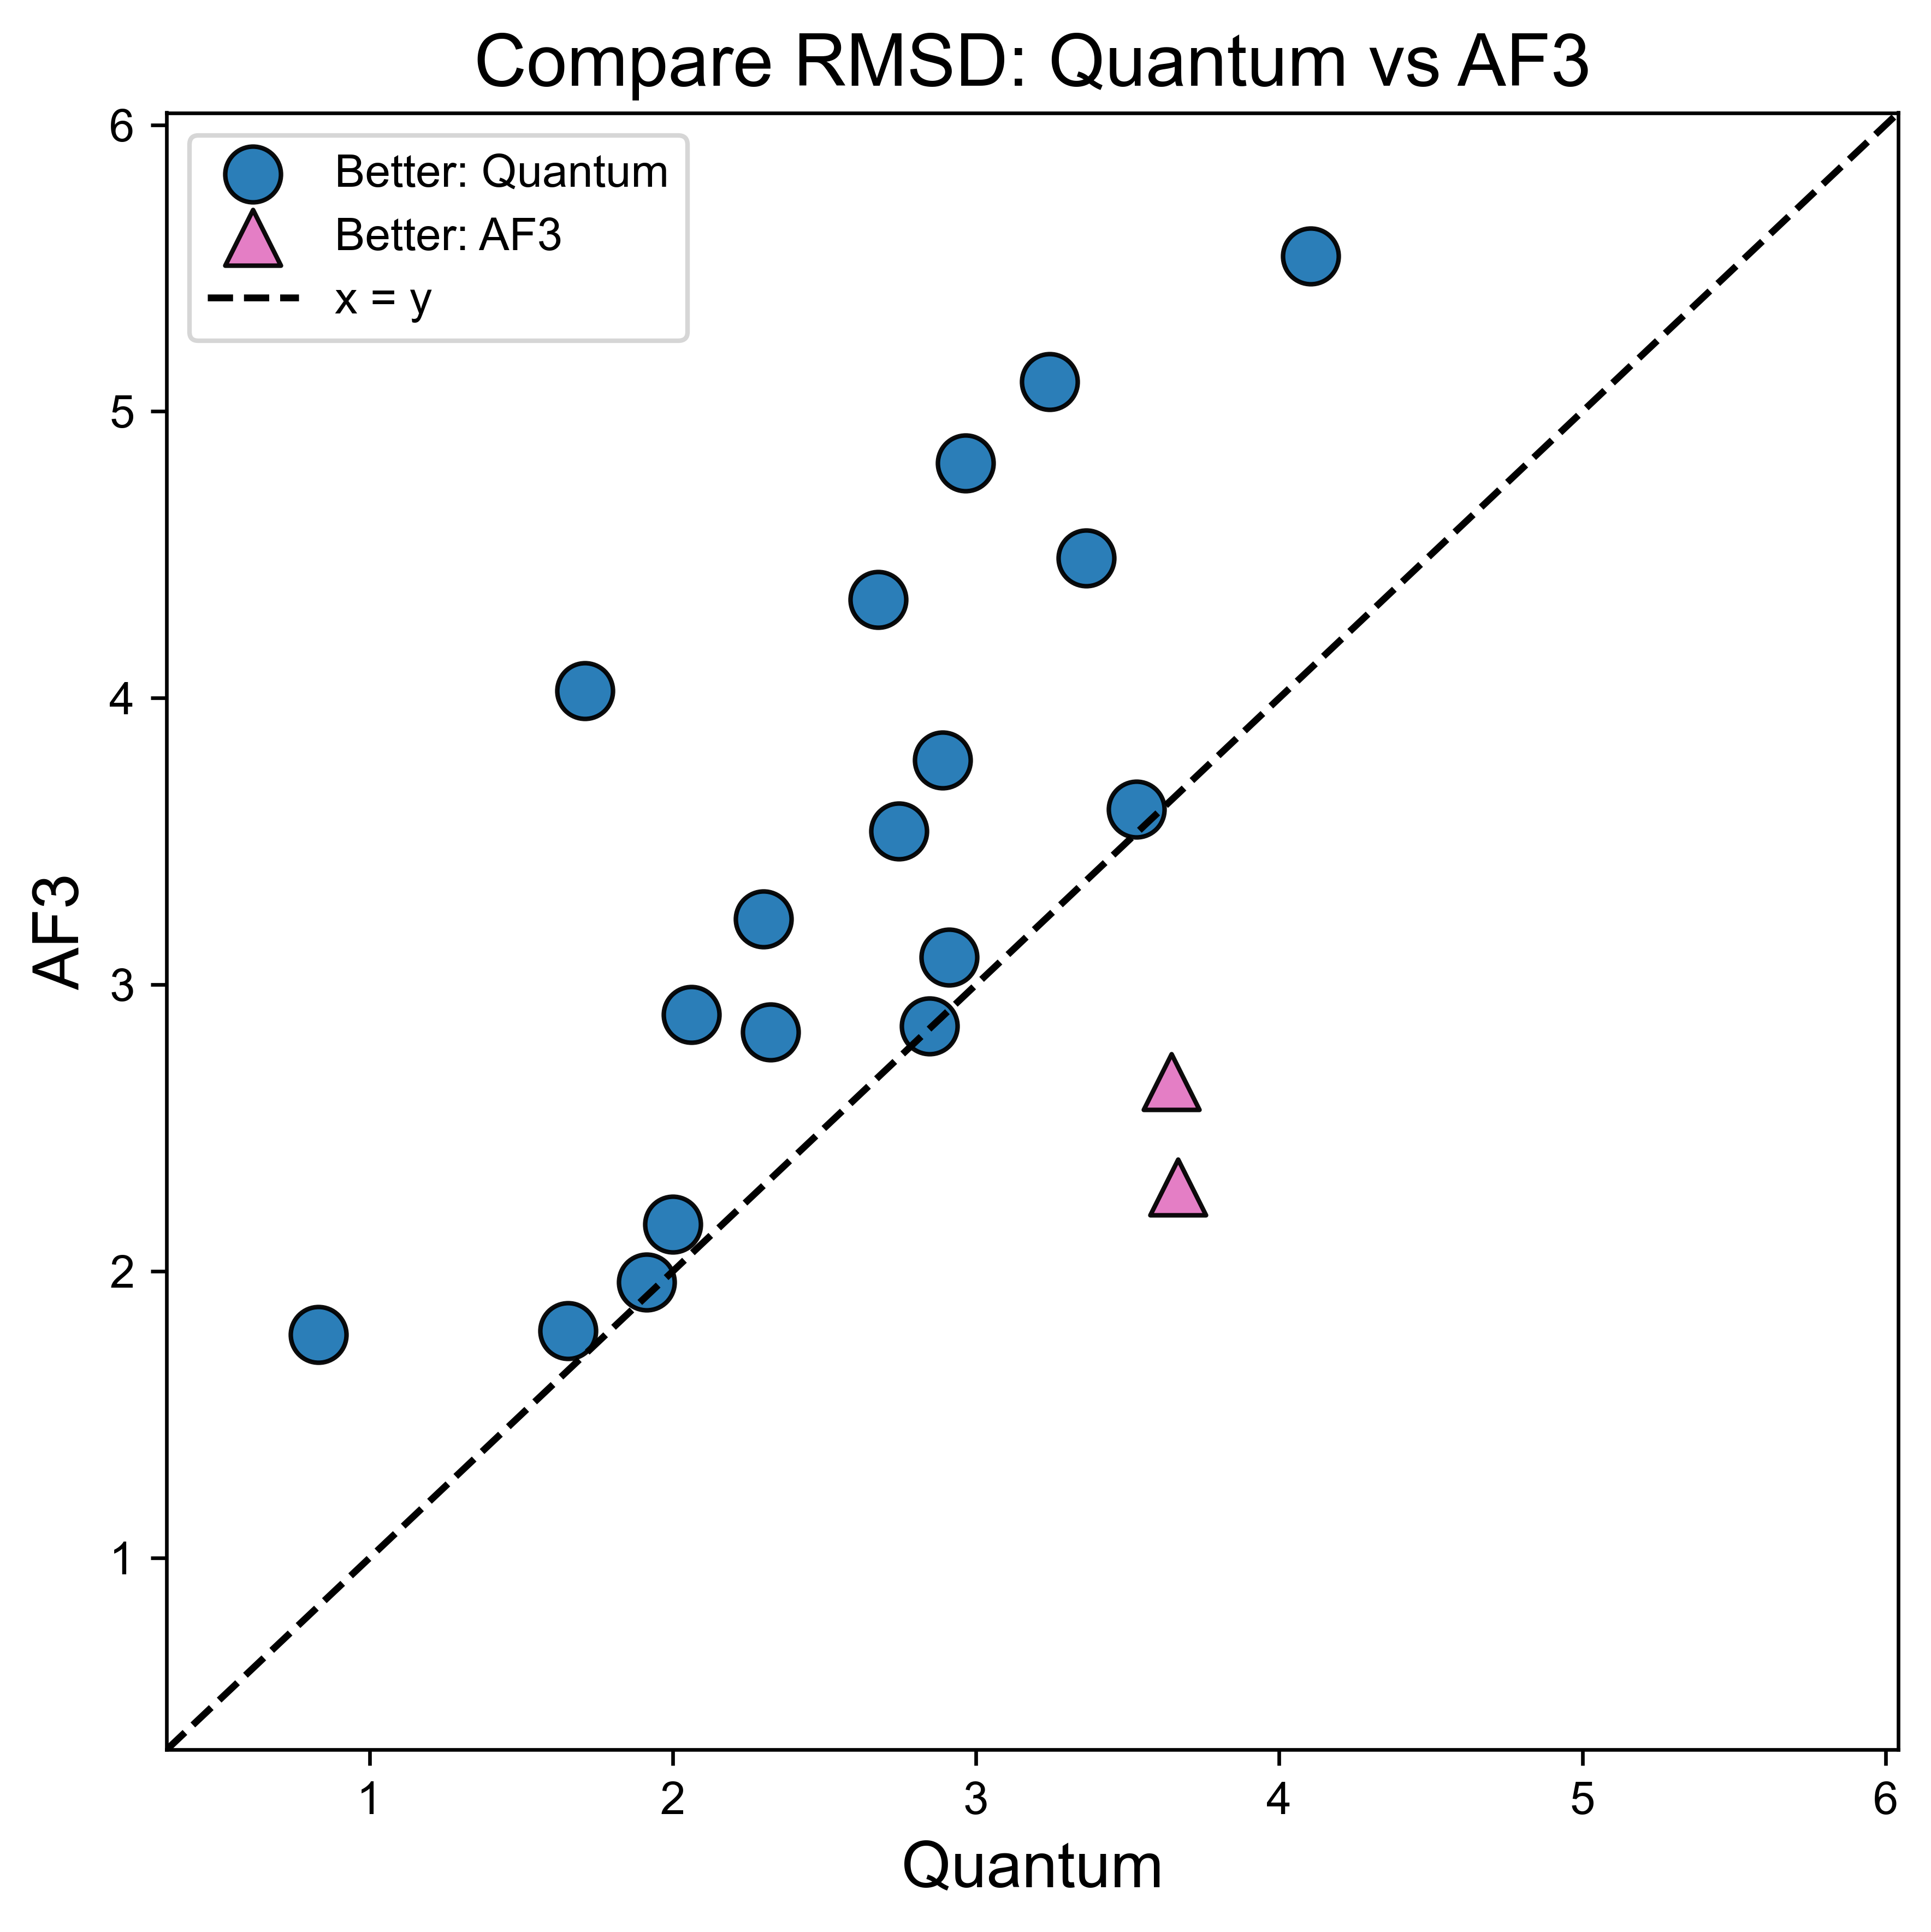 Compare RMSD: Quantum vs AF3
Better: Quantum
Better: AF3
x = y
6
5
4
3
2
1
AF3
1 2 3 4 5 6
Quantum